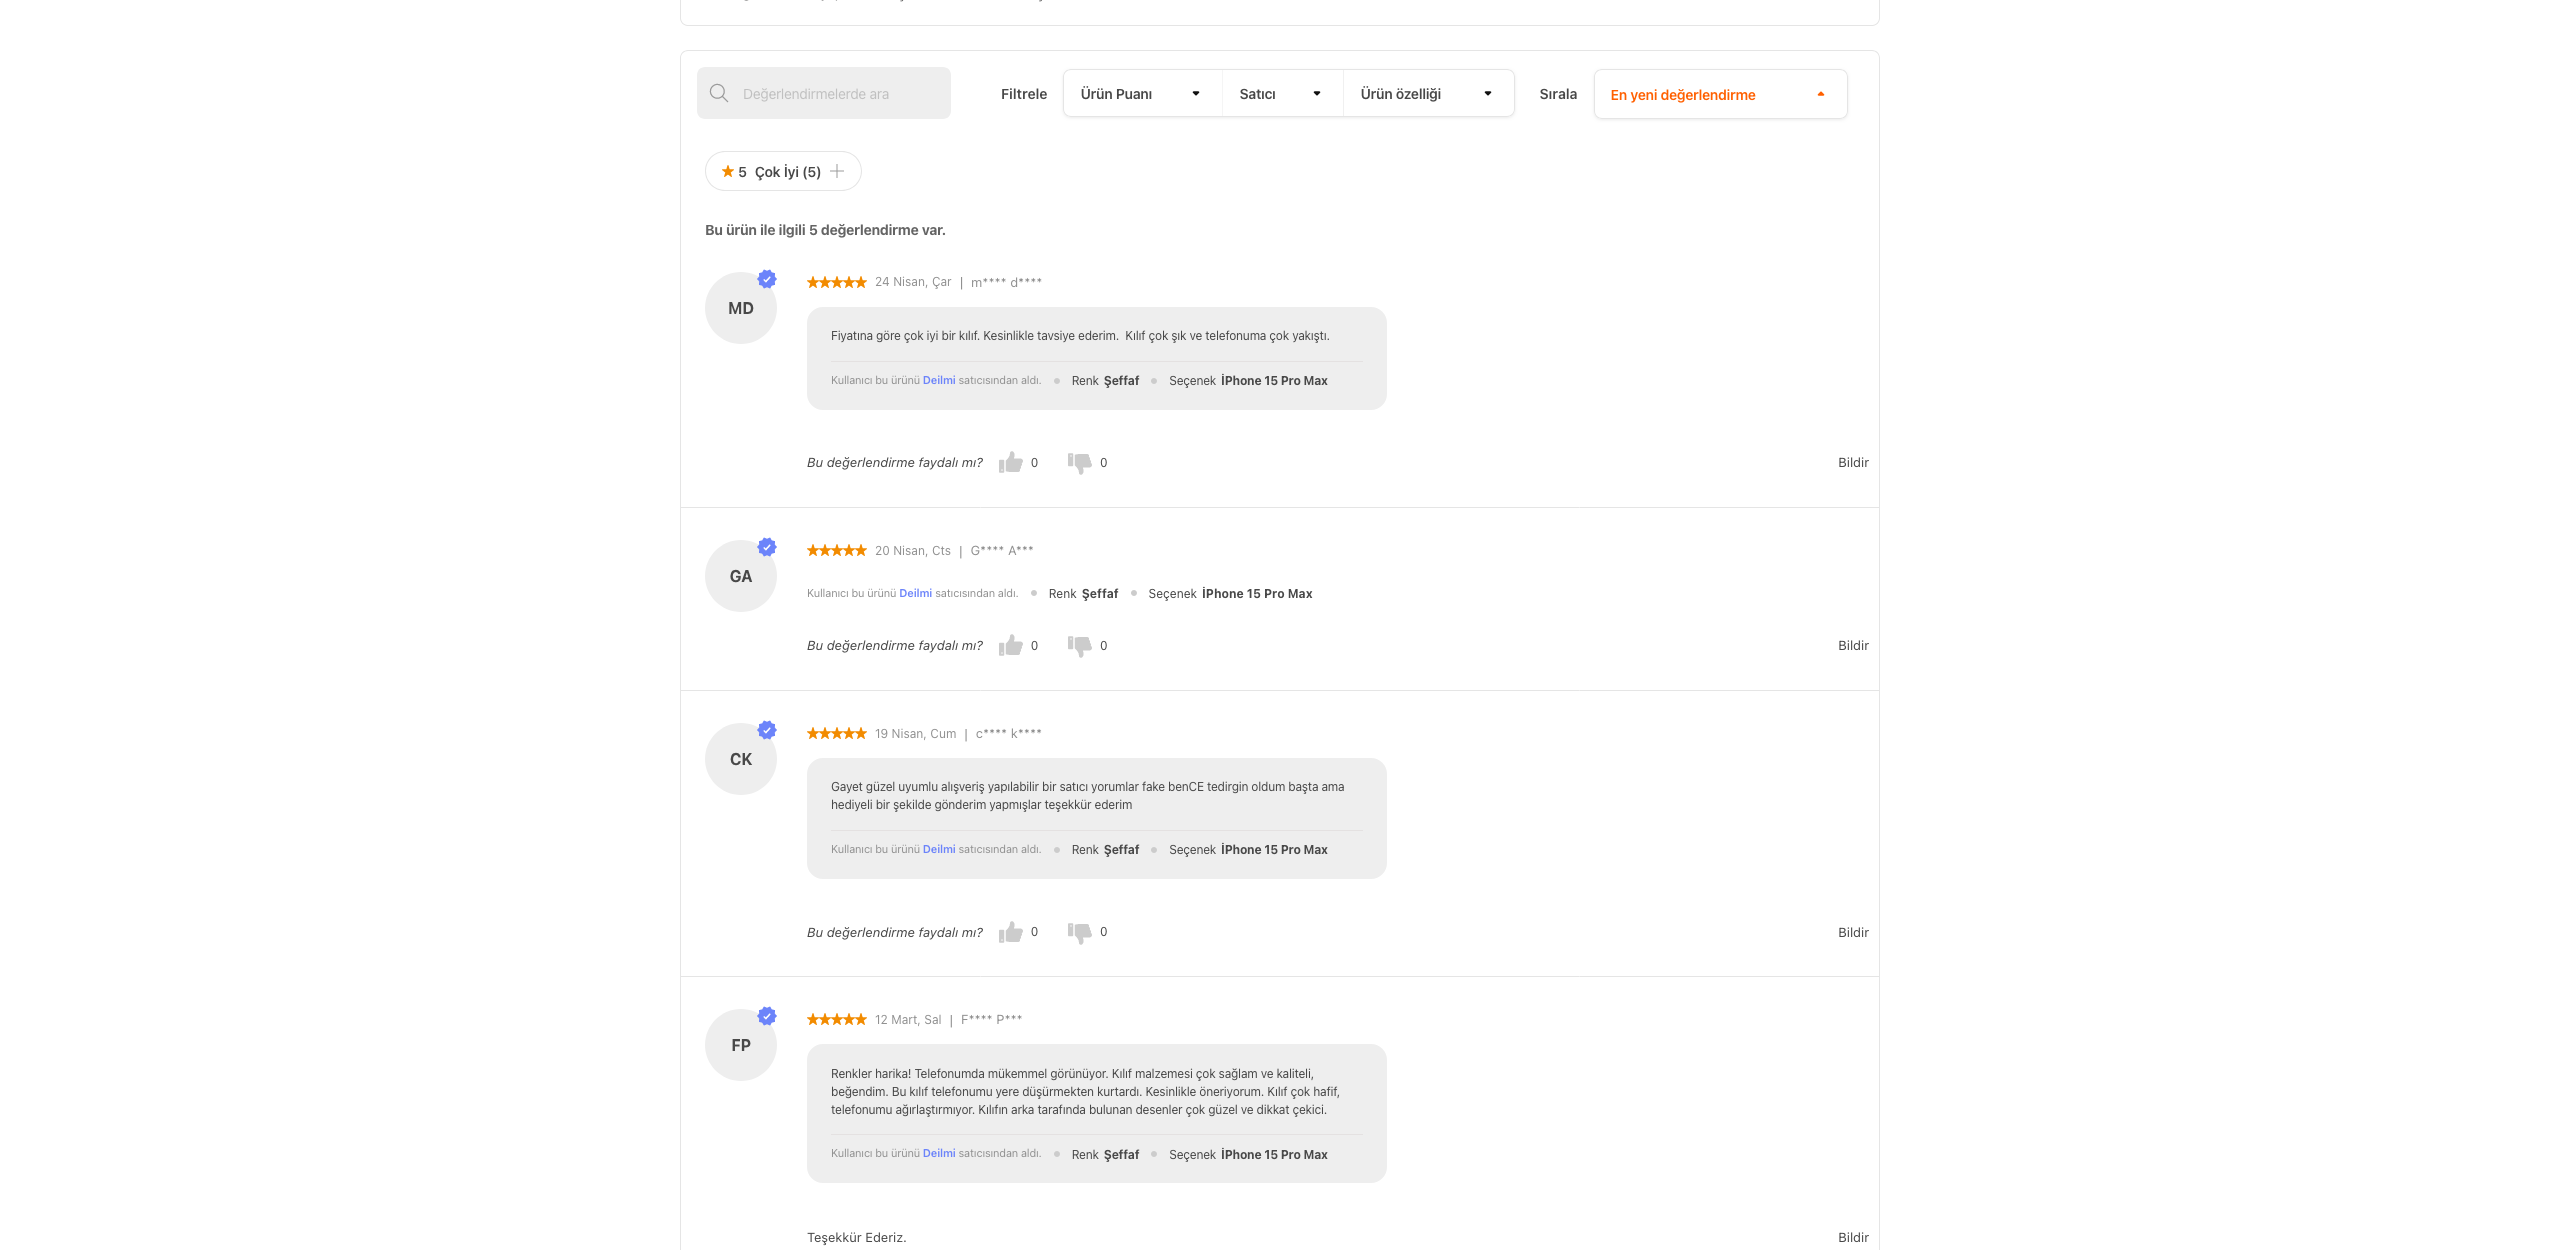 Değerlendirmelerde ara
Filtrele
Ürün Puanı
Satıcı
Ürün özelliği
Sırala
En yeni değerlendirme
5 Çok İyi (5)
Bu ürün ile ilgili 5 değerlendirme var.
MD
24 Nisan, Çar | m**** d****
Fiyatına göre çok iyi bir kılıf. Kesinlikle tavsiye ederim.  Kılıf çok şık ve telefonuma çok yakıştı.
Kullanıcı bu ürünü Deilmi satıcısından aldı. Renk Şeffaf Seçenek İPhone 15 Pro Max
Bu değerlendirme faydalı mı? 0 0 Bildir
GA
20 Nisan, Cts | G**** A***
Kullanıcı bu ürünü Deilmi satıcısından aldı. Renk Şeffaf Seçenek İPhone 15 Pro Max
Bu değerlendirme faydalı mı? 0 0 Bildir
CK
19 Nisan, Cum | c**** k****
Gayet güzel uyumlu alışveriş yapılabilir bir satıcı yorumlar fake benCE tedirgin oldum başta ama
hediyeli bir şekilde gönderim yapmışlar teşekkür ederim
Kullanıcı bu ürünü Deilmi satıcısından aldı. Renk Şeffaf Seçenek İPhone 15 Pro Max
Bu değerlendirme faydalı mı? 0 0 Bildir
FP
12 Mart, Sal | F**** P***
Renkler harika! Telefonumda mükemmel görünüyor. Kılıf malzemesi çok sağlam ve kaliteli,
beğendim. Bu kılıf telefonumu yere düşürmekten kurtardı. Kesinlikle öneriyorum. Kılıf çok hafif,
telefonumu ağırlaştırmıyor. Kılıfın arka tarafında bulunan desenler çok güzel ve dikkat çekici.
Kullanıcı bu ürünü Deilmi satıcısından aldı. Renk Şeffaf Seçenek İPhone 15 Pro Max
Teşekkür Ederiz. Bildir